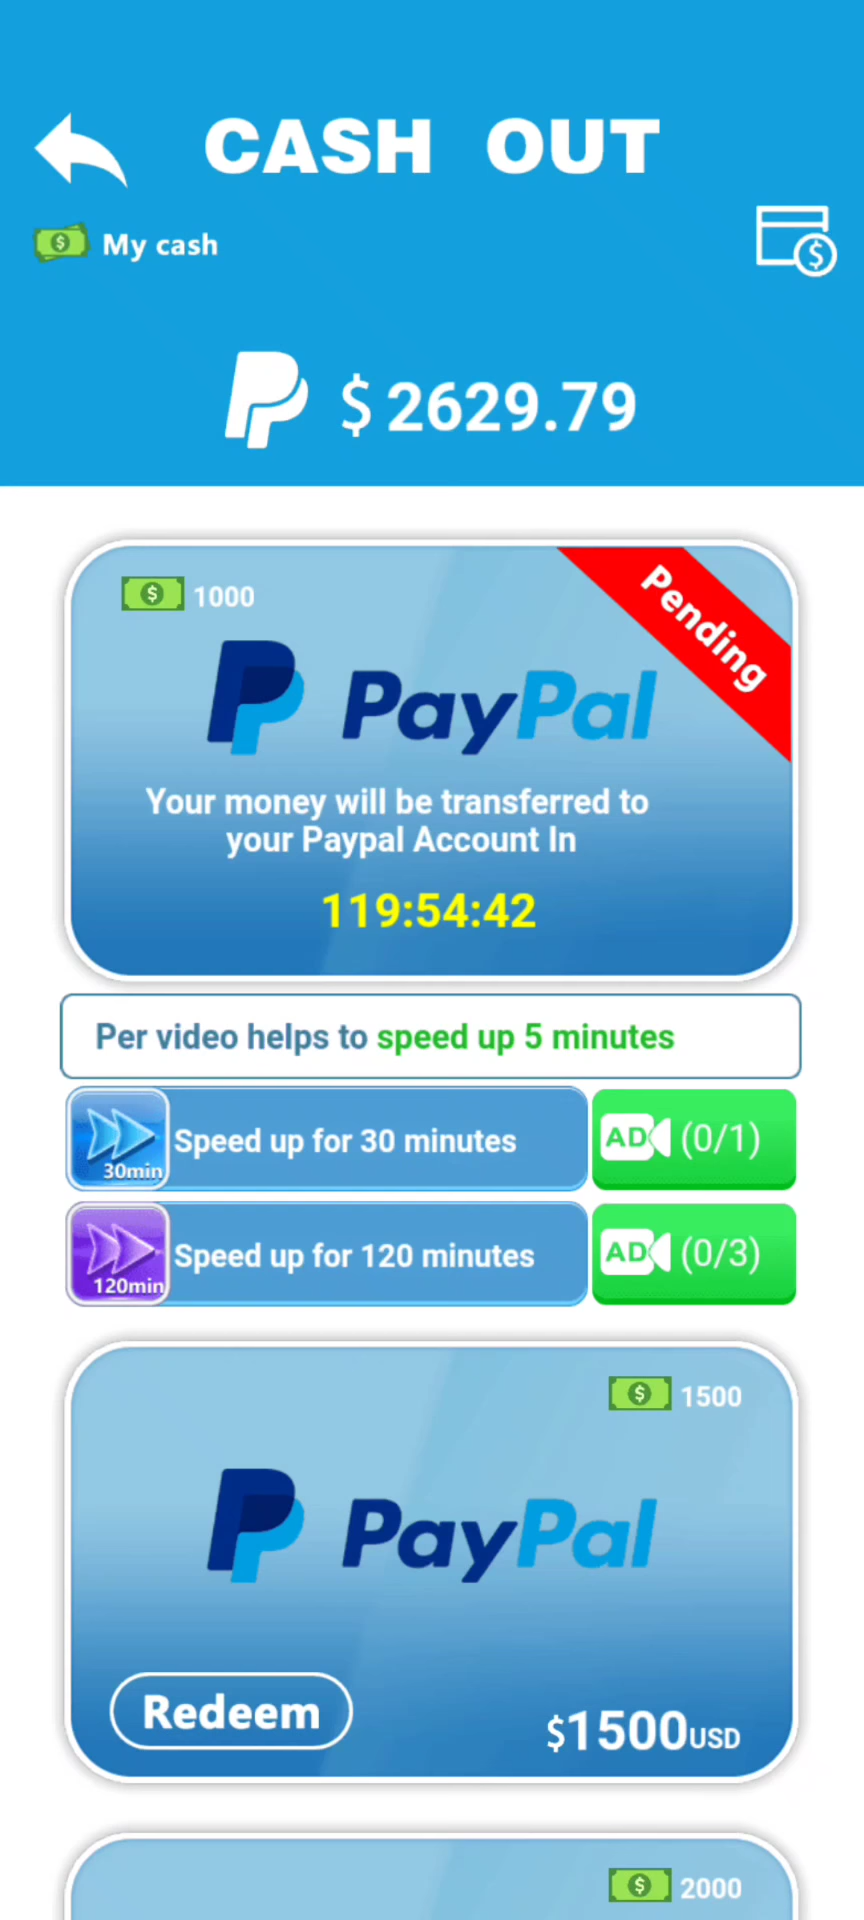 CASH OUT
My cash
$ 2629.79
1000
Pending
PayPal
Your money will be transferred to
your Paypal Account In
119:54:42
Per video helps to speed up 5 minutes
30min
Speed up for 30 minutes
AD (0/1)
120min
Speed up for 120 minutes
AD (0/3)
1500
PayPal
Redeem
$1500USD
2000